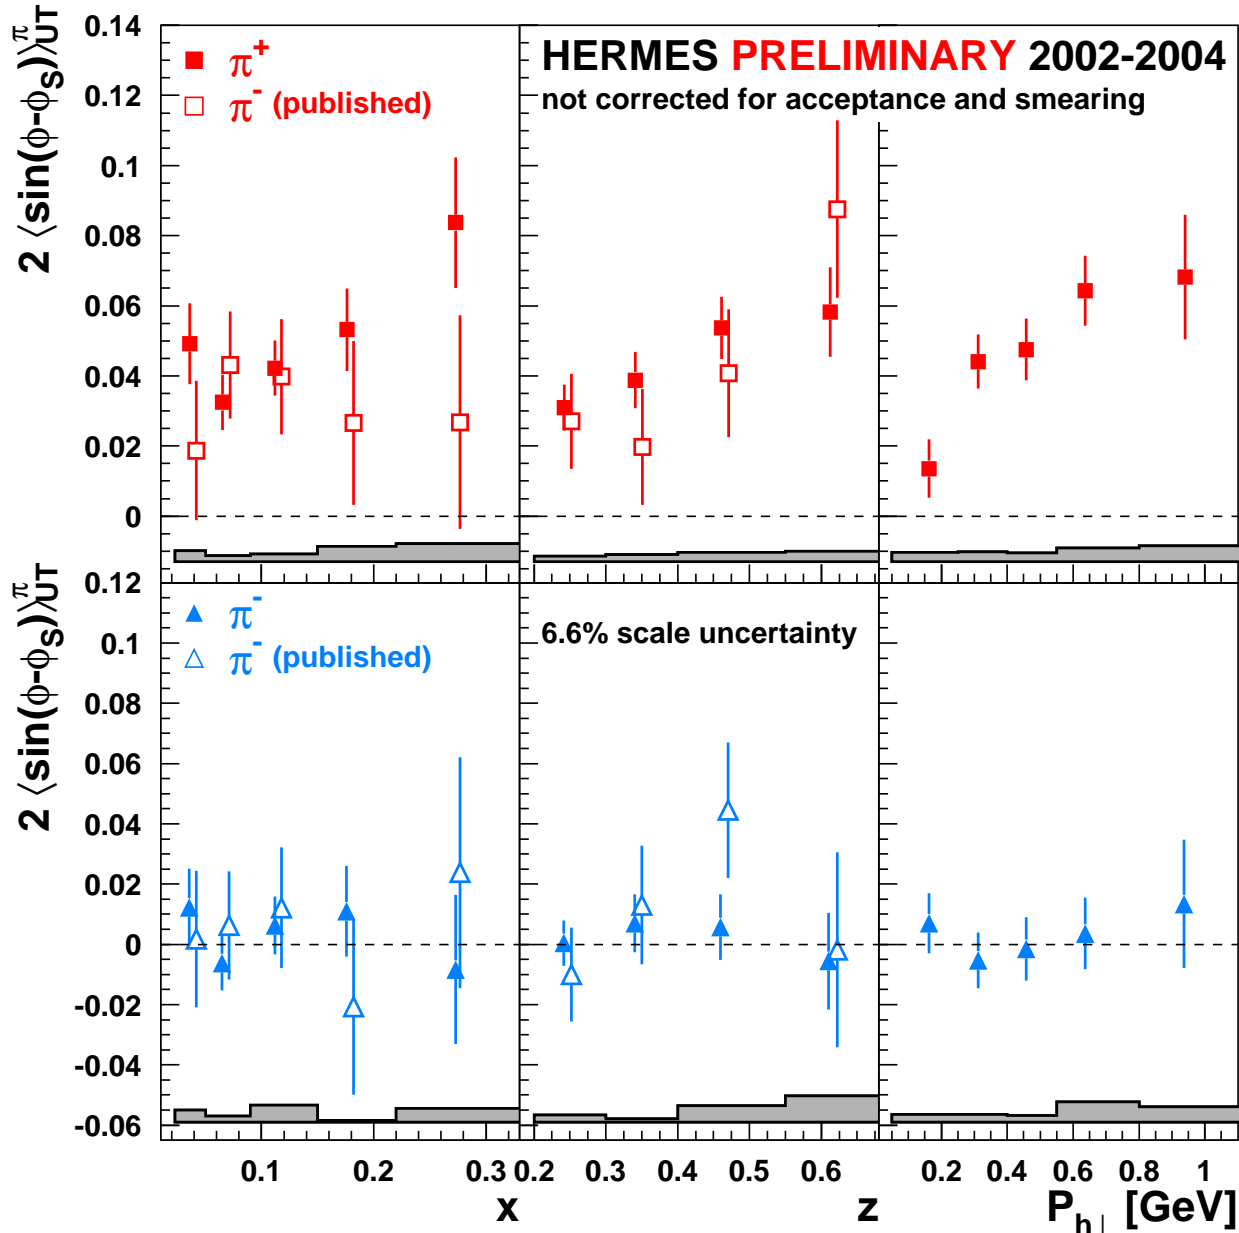 2 ⟨sin(ϕ-ϕS)⟩πUT
0.14
0.12
0.1
0.08
0.06
0.04
0.02
0
π+
π- (published)
HERMES PRELIMINARY 2002-2004
not corrected for acceptance and smearing
2 ⟨sin(ϕ-ϕS)⟩πUT
0.12
0.1
0.08
0.06
0.04
0.02
0
-0.02
-0.04
-0.06
π-
π- (published)
6.6% scale uncertainty
0.1 0.2 0.3
0.2 0.3 0.4 0.5 0.6
0.2 0.4 0.6 0.8 1
x
z
Ph⊥ [GeV]